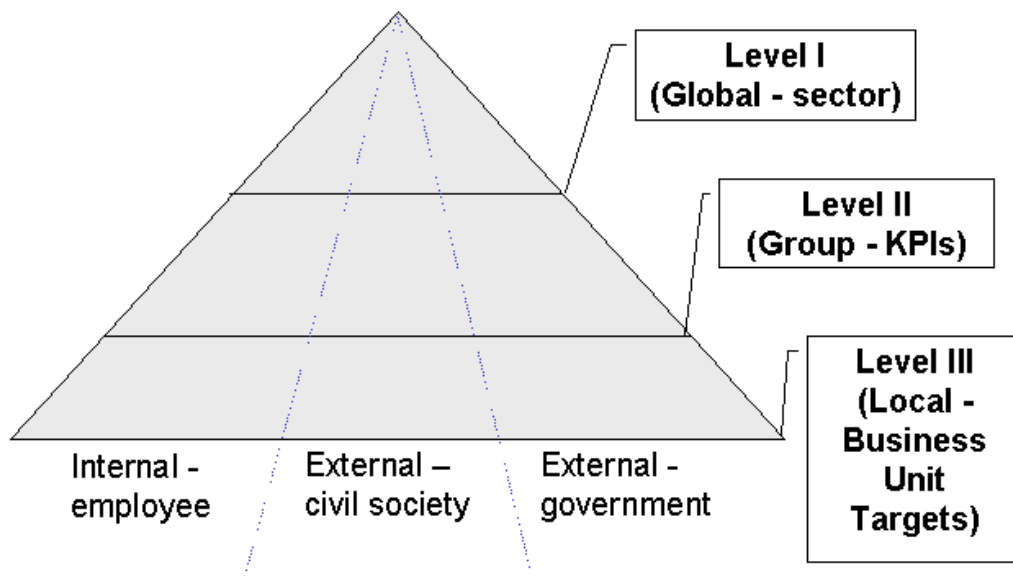 Level I
(Global - sector)
Level II
(Group - KPIs)
Level III
(Local -
Business
Unit
Targets)
Internal -
employee
External –
civil society
External -
government